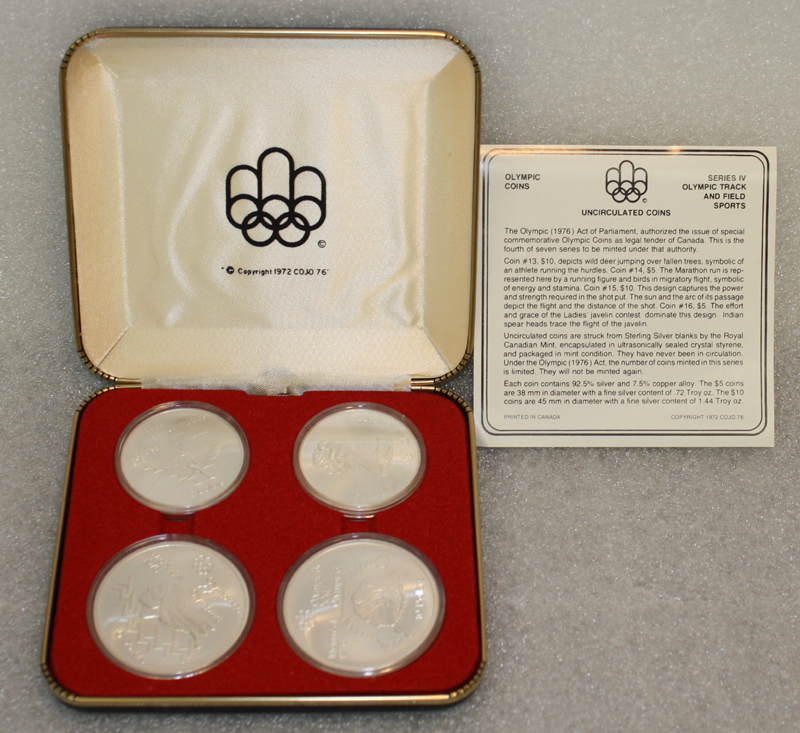 ©
"© Copyright 1972 COJO 76"
OLYMPIC
COINS
©
SERIES IV
OLYMPIC TRACK
AND FIELD
SPORTS
UNCIRCULATED COINS
The Olympic (1976) Act of Parliament, authorized the issue of special
commemorative Olympic Coins as legal tender of Canada. This is the
fourth of seven series to be minted under that authority.
Coin #13, $10, depicts wild deer jumping over fallen trees, symbolic of
an athlete running the hurdles. Coin #14, $5. The Marathon run is rep-
resented here by a running figure and birds in migratory flight, symbolic
of energy and stamina. Coin #15, $10. This design captures the power
and strength required in the shot put. The sun and the arc of its passage
depict the flight and the distance of the shot. Coin #16, $5. The effort
and grace of the Ladies' javelin contest dominate this design. Indian
spear heads trace the flight of the javelin.
Uncirculated coins are struck from Sterling Silver blanks by the Royal
Canadian Mint, encapsulated in ultrasonically sealed crystal styrene,
and packaged in mint condition. They have never been in circulation.
Under the Olympic (1976) Act, the number of coins minted in this series
is limited. They will not be minted again.
Each coin contains 92.5% silver and 7.5% copper alloy. The $5 coins
are 38 mm in diameter with a fine silver content of .72 Troy oz. The $10
coins are 45 mm in diameter with a fine silver content of 1.44 Troy oz.
PRINTED IN CANADA
COPYRIGHT 1972 COJO 76